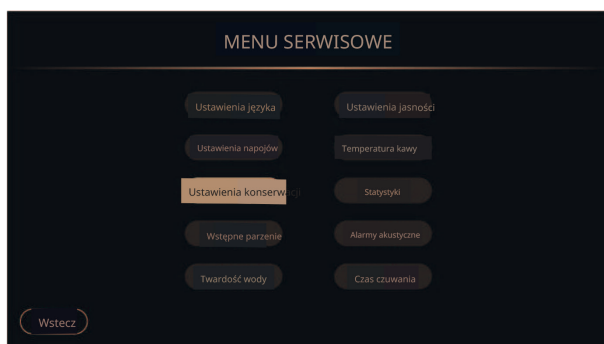 MENU SERWISOWE
Ustawienia języka
Ustawienia jasności
Ustawienia napojów
Temperatura kawy
Ustawienia konserwacji
Statystyki
Wstępne parzenie
Alarmy akustyczne
Twardość wody
Czas czuwania
Wstecz